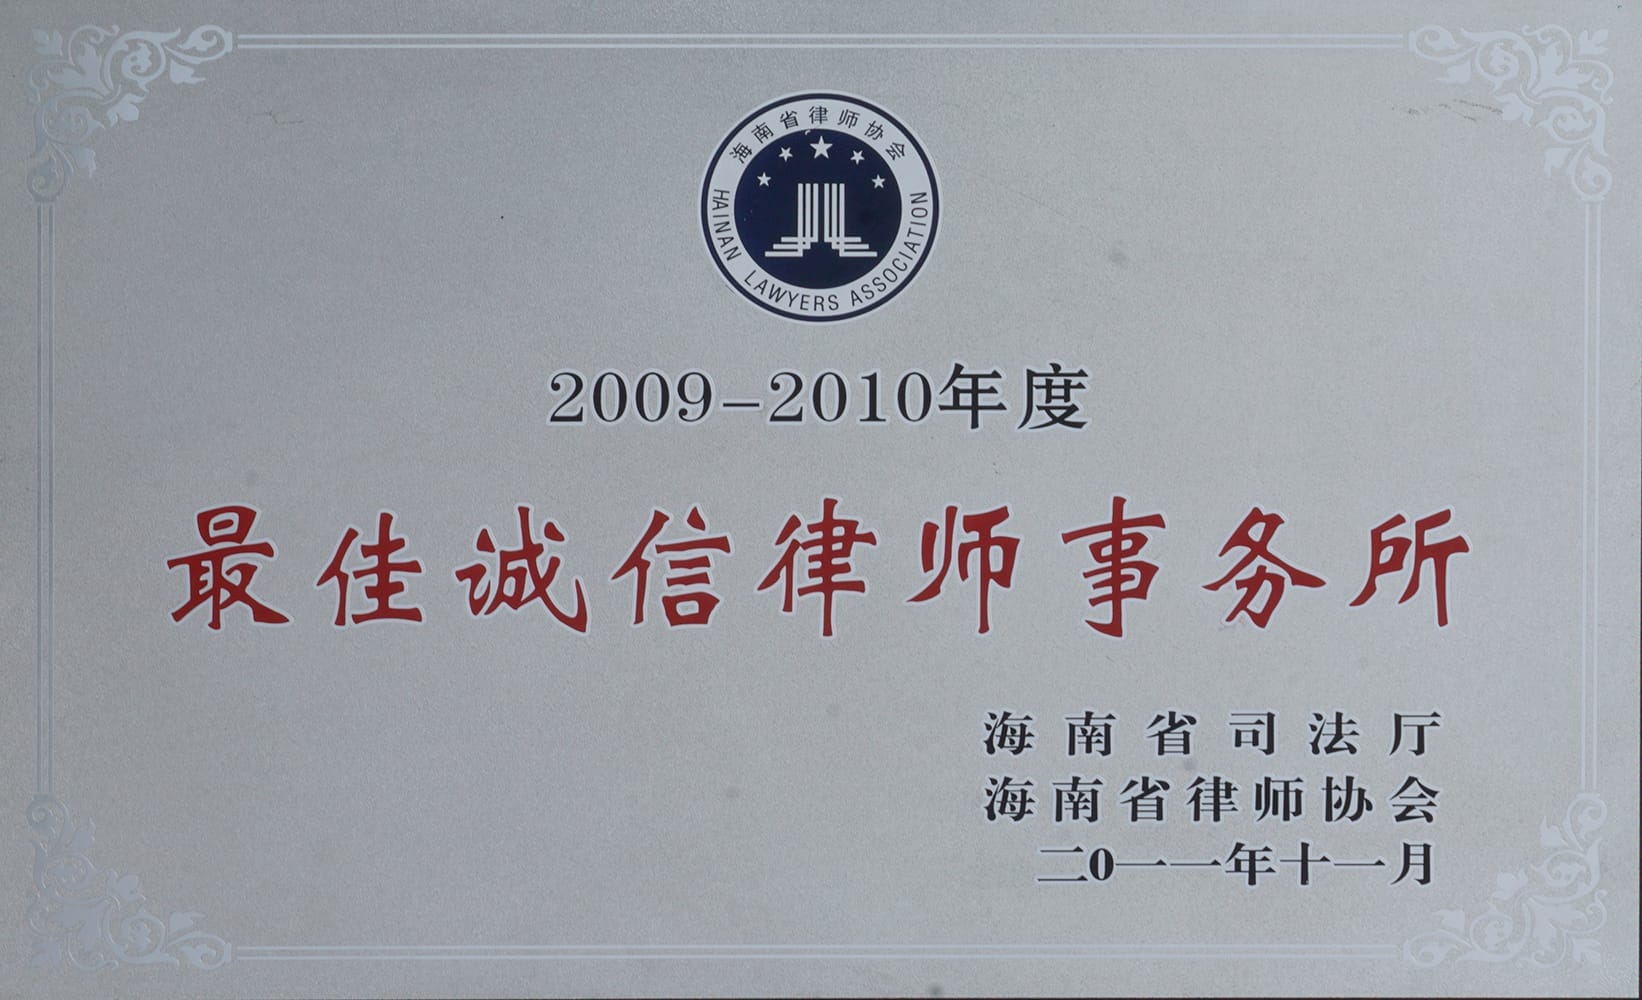 海南省律师协会
HAINAN LAWYERS ASSOCIATION
2009-2010年度
最佳诚信律师事务所
海南省司法厅
海南省律师协会
二0一一年十一月